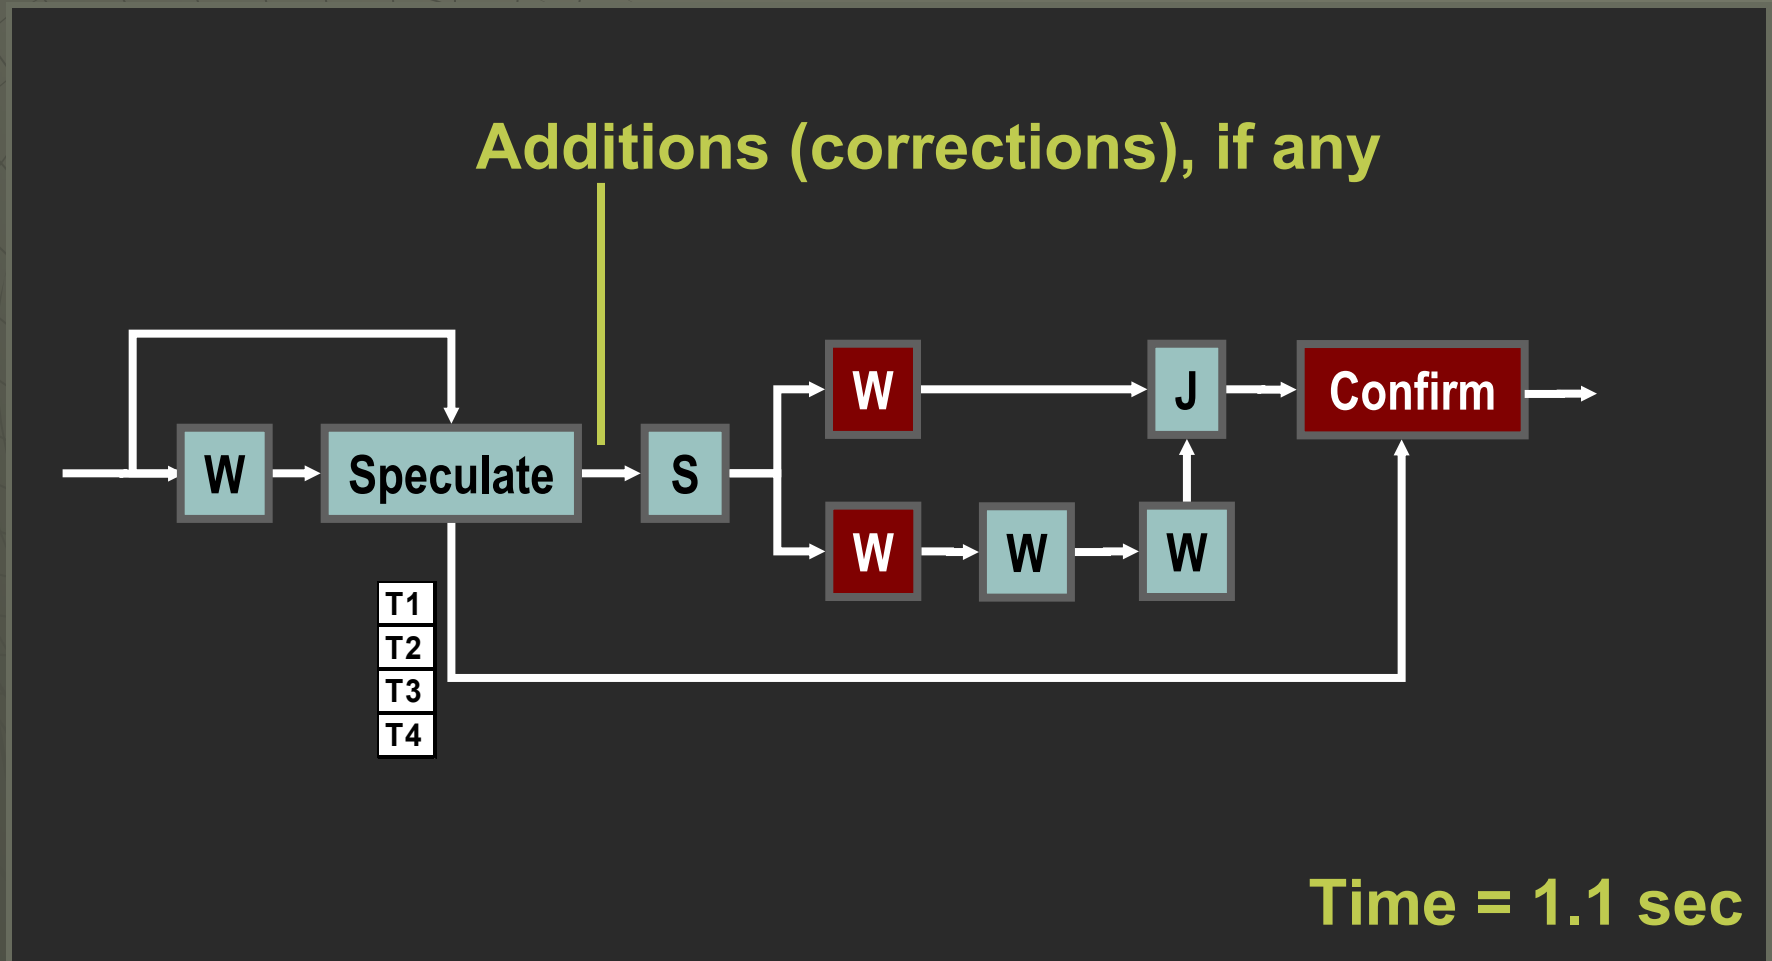 Additions (corrections), if any
W
J
Confirm
W
Speculate
S
W
W
W
T1
T2
T3
T4
Time = 1.1 sec